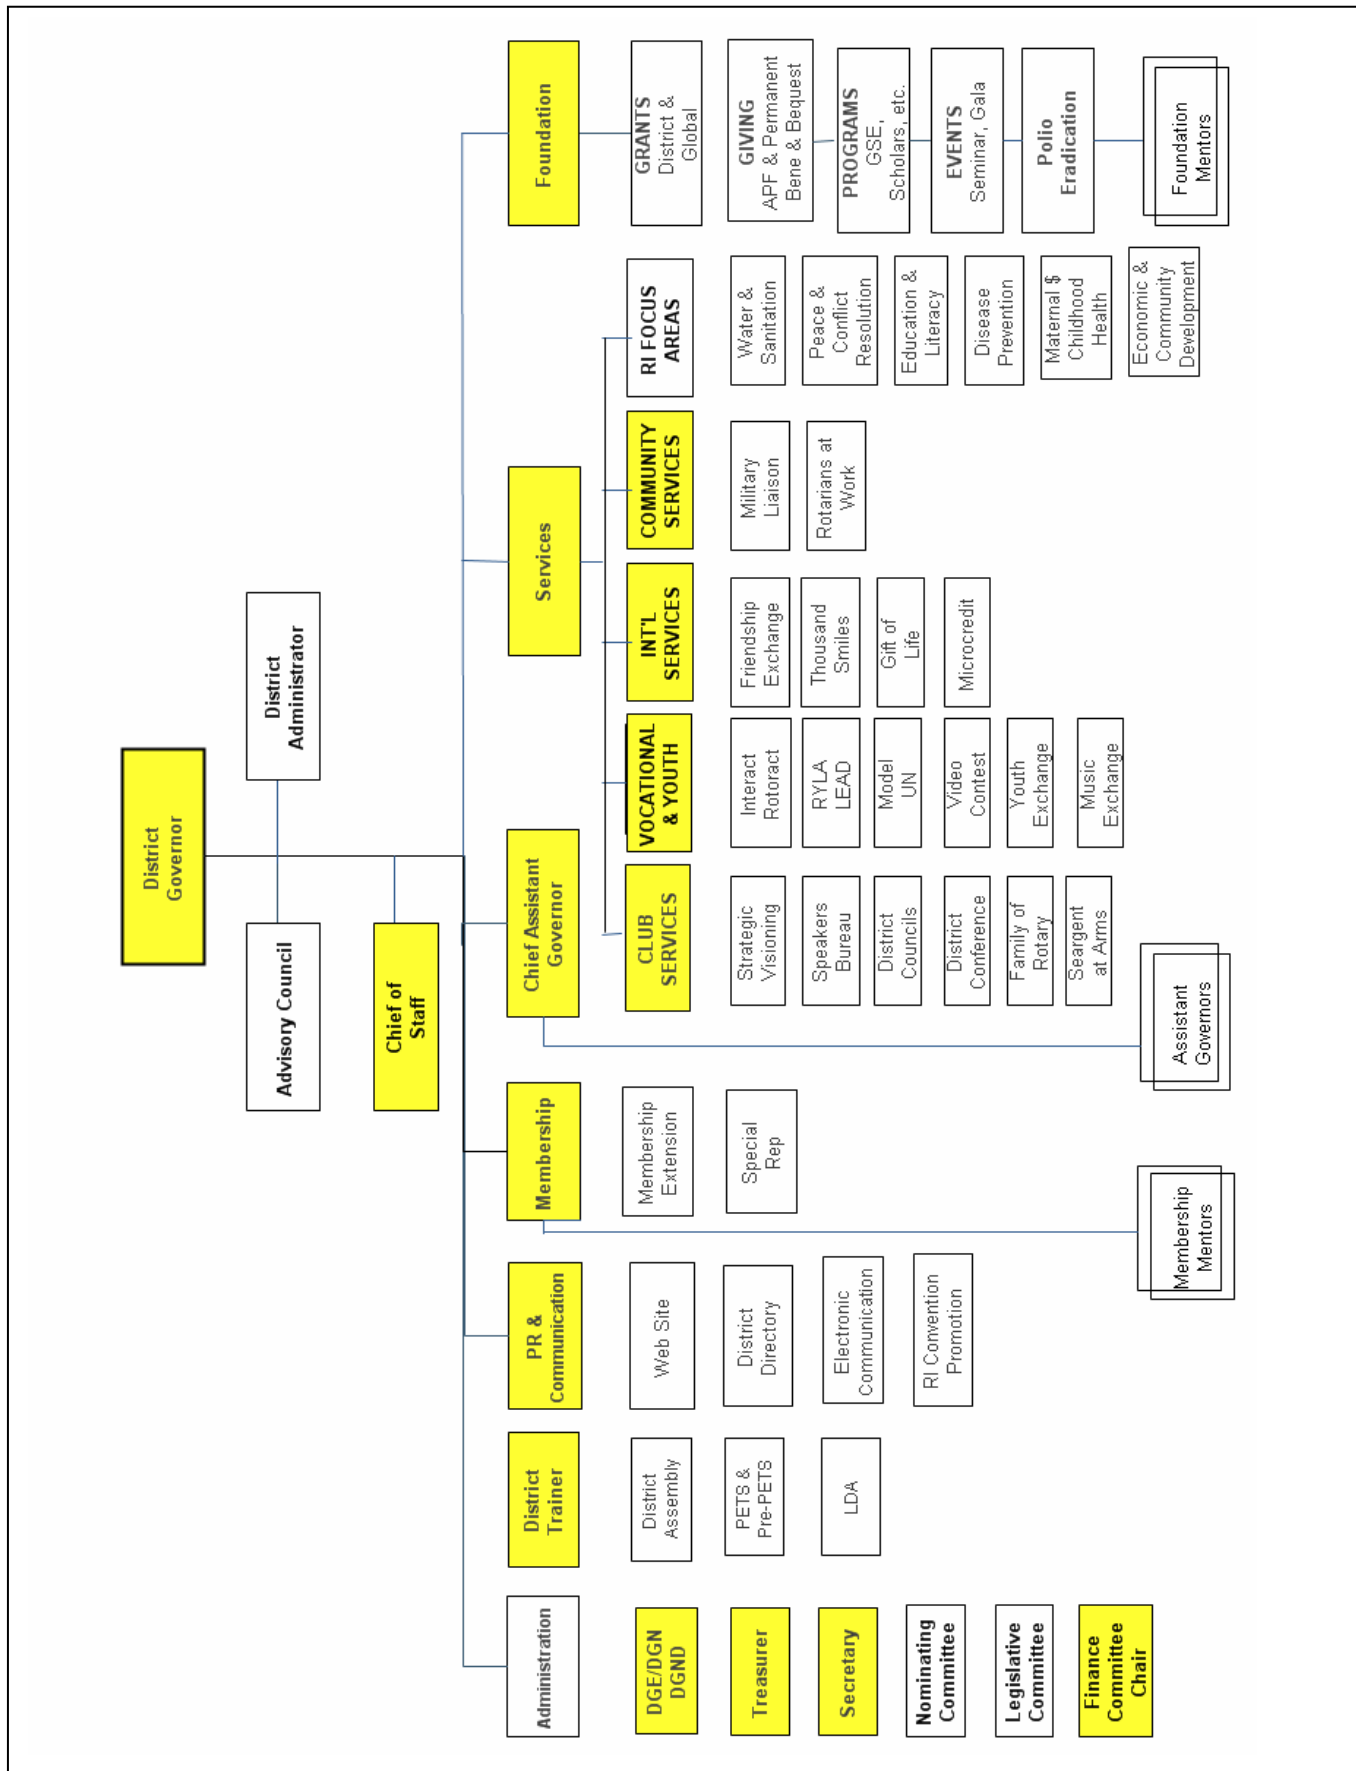 District
Governor
Advisory Council
District
Administrator
Chief of
Staff
Administration
District
Trainer
PR &
Communication
Membership
Chief Assistant
Governor
Services
Foundation
DGE/DGN
DGND
Treasurer
Secretary
Nominating
Committee
Legislative
Committee
Finance
Committee
Chair
District
Assembly
PETS &
Pre-PETS
LDA
Web Site
District
Directory
Electronic
Communication
RI Convention
Promotion
Membership
Extension
Special
Rep
Membership
Mentors
Assistant
Governors
CLUB
SERVICES
Strategic
Visioning
Speakers
Bureau
District
Councils
District
Conference
Family of
Rotary
Seargent
at Arms
VOCATIONAL
& YOUTH
Interact
Rotoract
RYLA
LEAD
Model
UN
Video
Contest
Youth
Exchange
Music
Exchange
INT'L
SERVICES
Friendship
Exchange
Thousand
Smiles
Gift of
Life
Microcredit
COMMUNITY
SERVICES
Military
Liaison
Rotarians at
Work
RI FOCUS
AREAS
Water &
Sanitation
Peace &
Conflict
Resolution
Education &
Literacy
Disease
Prevention
Maternal $
Childhood
Health
Economic &
Community
Development
GRANTS
District &
Global
GIVING
APF & Permanent
Bene & Bequest
PROGRAMS
GSE,
Scholars, etc.
EVENTS
Seminar, Gala
Polio
Eradication
Foundation
Mentors